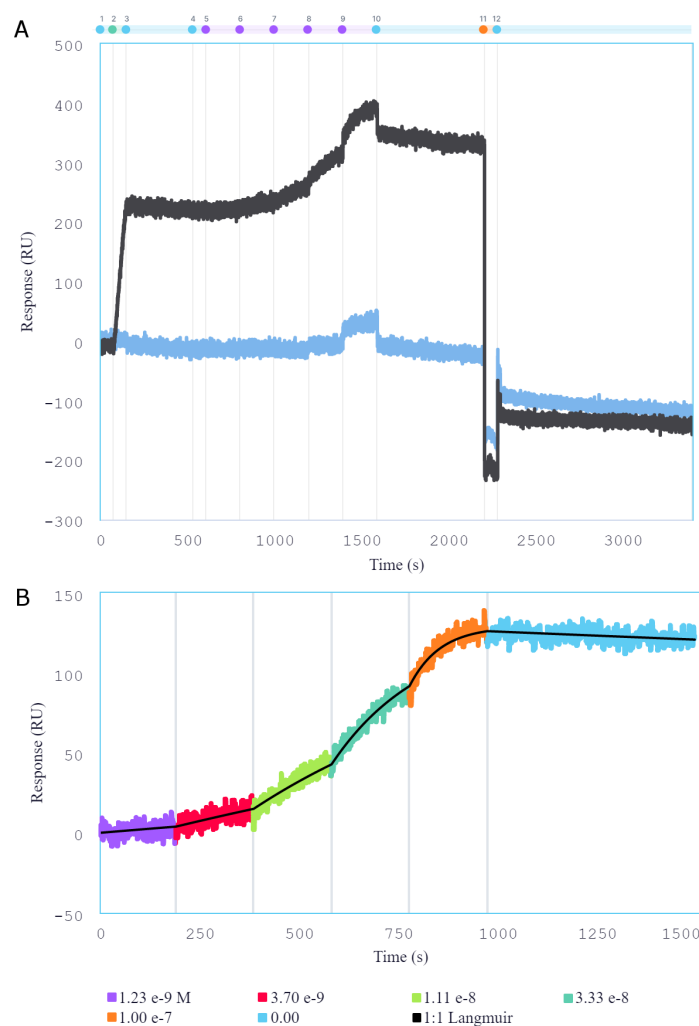 A
1 2 3 4 5 6 7 8 9 10 11 12
500
400
300
200
100
0
-100
-200
-300
Response (RU)
0 500 1000 1500 2000 2500 3000
Time (s)
B
150
100
50
0
-50
Response (RU)
0 250 500 750 1000 1250 1500
Time (s)
1.23 e-9 M 3.70 e-9 1.11 e-8 3.33 e-8
1.00 e-7 0.00 1:1 Langmuir